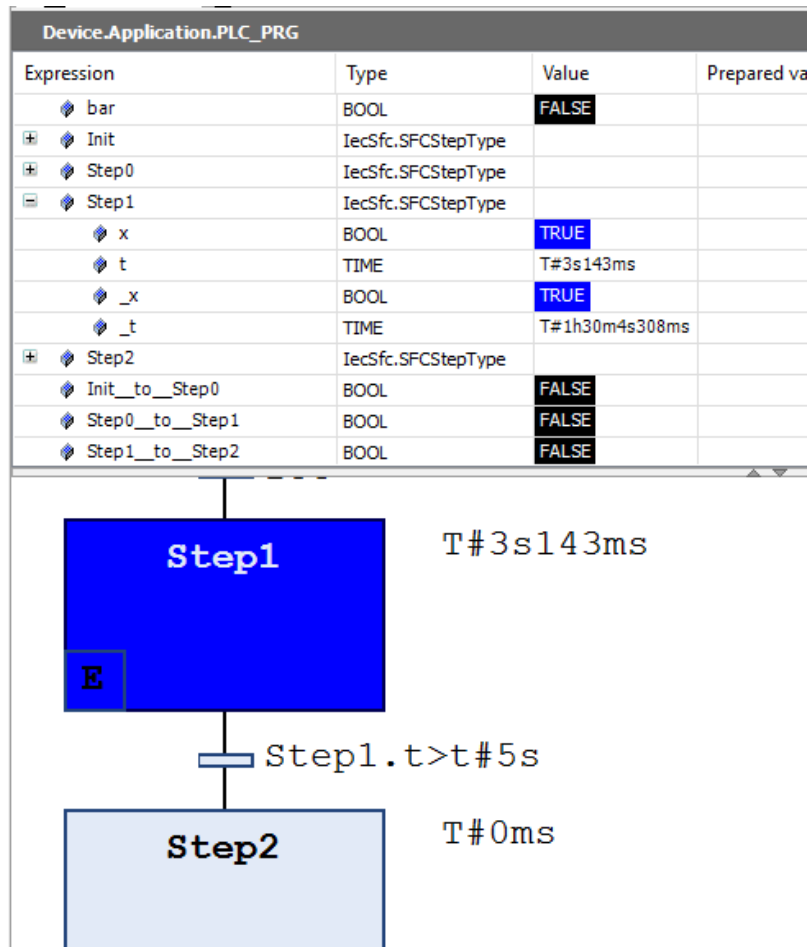 Device.Application.PLC_PRG
Expression Type Value Prepared va
bar BOOL FALSE
Init IecSfc.SFCStepType
Step0 IecSfc.SFCStepType
Step1 IecSfc.SFCStepType
x BOOL TRUE
t TIME T#3s143ms
_x BOOL TRUE
_t TIME T#1h30m4s308ms
Step2 IecSfc.SFCStepType
Init__to__Step0 BOOL FALSE
Step0__to__Step1 BOOL FALSE
Step1__to__Step2 BOOL FALSE
Step1 T#3s143ms
E
Step1.t>t#5s
Step2 T#0ms